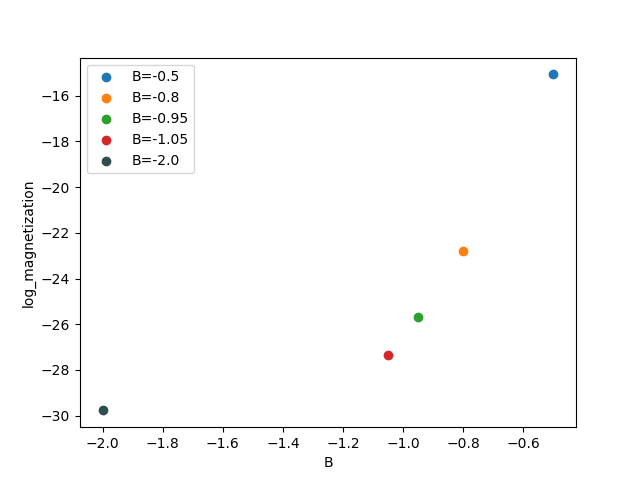 B=-0.5
B=-0.8
B=-0.95
B=-1.05
B=-2.0
−16
−18
−20
−22
−24
−26
−28
−30
log_magnetization
−2.0 −1.8 −1.6 −1.4 −1.2 −1.0 −0.8 −0.6
B